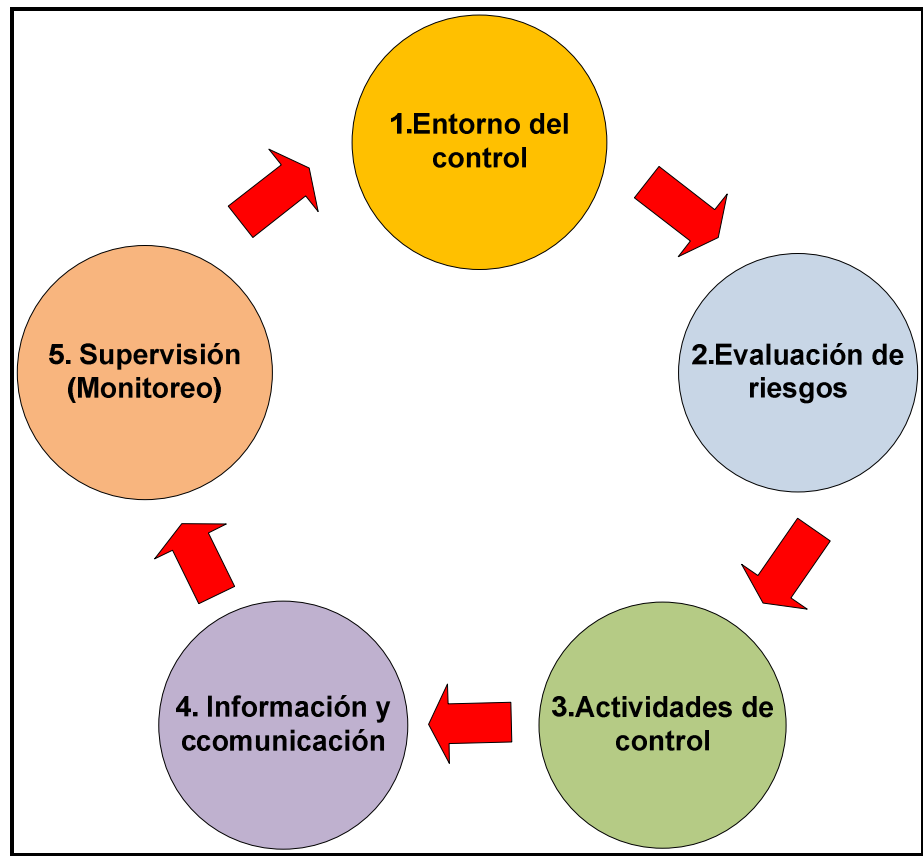 1.Entorno del
control
2.Evaluación de
riesgos
3.Actividades de
control
4. Información y
ccomunicación
5. Supervisión
(Monitoreo)